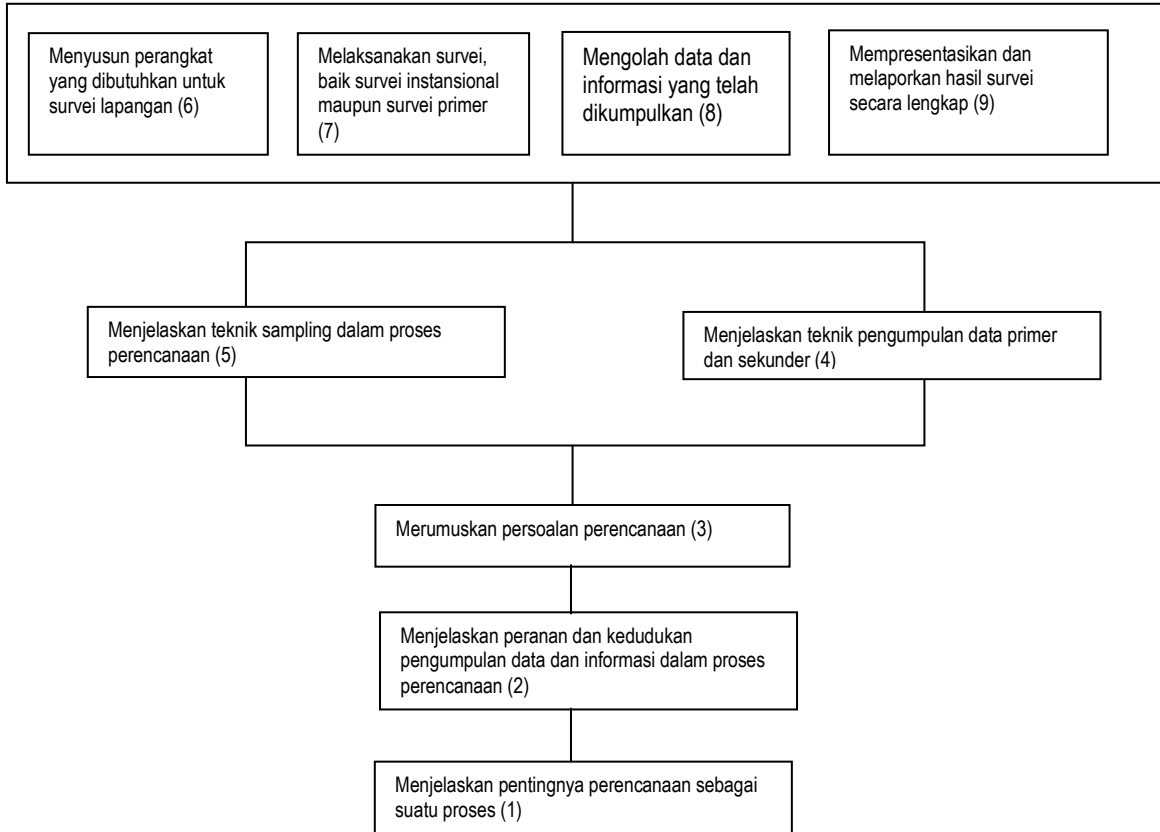 Menyusun perangkat
yang dibutuhkan untuk
survei lapangan (6)
Melaksanakan survei,
baik survei instansional
maupun survei primer
(7)
Mengolah data dan
informasi yang telah
dikumpulkan (8)
Mempresentasikan dan
melaporkan hasil survei
secara lengkap (9)
Menjelaskan teknik sampling dalam proses
perencanaan (5)
Menjelaskan teknik pengumpulan data primer
dan sekunder (4)
Merumuskan persoalan perencanaan (3)
Menjelaskan peranan dan kedudukan
pengumpulan data dan informasi dalam proses
perencanaan (2)
Menjelaskan pentingnya perencanaan sebagai
suatu proses (1)